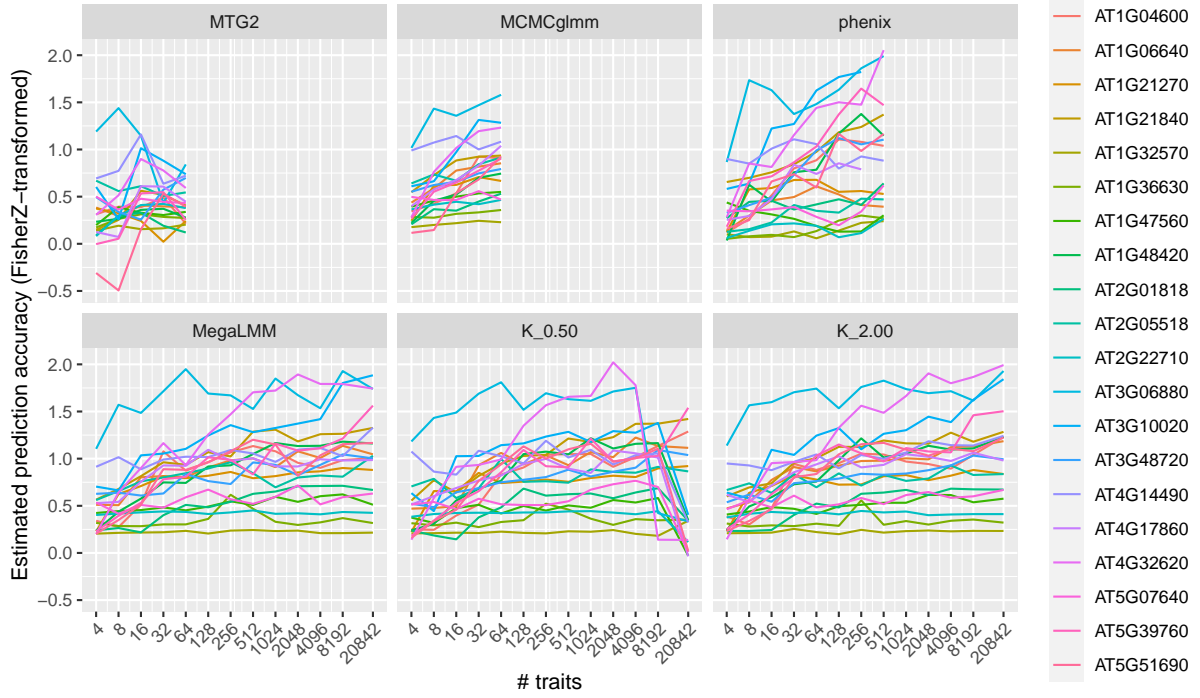 MTG2
MCMCglmm
phenix
2.0
1.5
1.0
0.5
0.0
−0.5
MegaLMM
K_0.50
K_2.00
2.0
1.5
1.0
0.5
0.0
−0.5
Estimated prediction accuracy (FisherZ−transformed)
4 8 16 32 64 128 256 512 1024 2048 4096 8192 20842
4 8 16 32 64 128 256 512 1024 2048 4096 8192 20842
4 8 16 32 64 128 256 512 1024 2048 4096 8192 20842
# traits
AT1G04600
AT1G06640
AT1G21270
AT1G21840
AT1G32570
AT1G36630
AT1G47560
AT1G48420
AT2G01818
AT2G05518
AT2G22710
AT3G06880
AT3G10020
AT3G48720
AT4G14490
AT4G17860
AT4G32620
AT5G07640
AT5G39760
AT5G51690